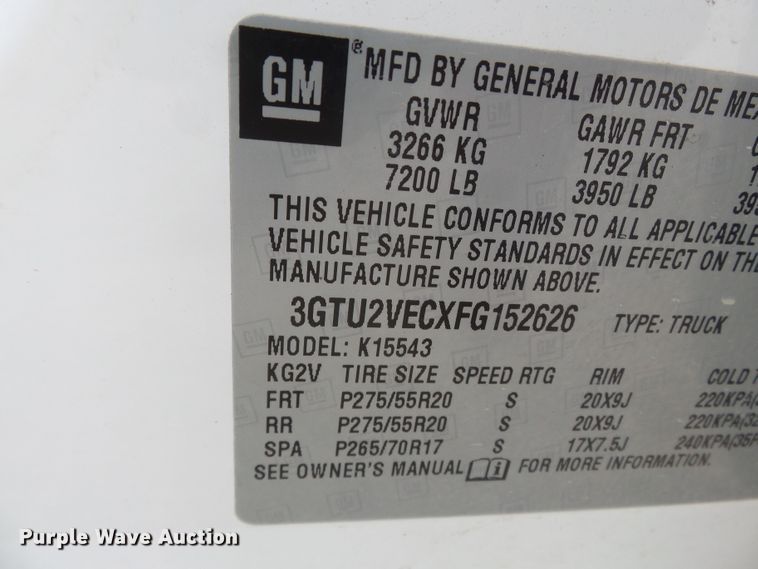 GM
® MFD BY GENERAL MOTORS DE
GVWR GAWR FRT
3266 KG 1792 KG
7200 LB 3950 LB
THIS VEHICLE CONFORMS TO ALL APPLICABLE
VEHICLE SAFETY STANDARDS IN EFFECT ON THE
MANUFACTURE SHOWN ABOVE.
3GTU2VECXFG152626 TYPE: TRUCK
MODEL: K15543
KG2V TIRE SIZE SPEED RTG RIM COLD
FRT P275/55R20 S 20X9J 220KPA/
RR P275/55R20 S 20X9J 220KPA/
SPA P265/70R17 S 17X7.5J 240KPA/35
SEE OWNER'S MANUAL FOR MORE INFORMATION.
Purple Wave Auction